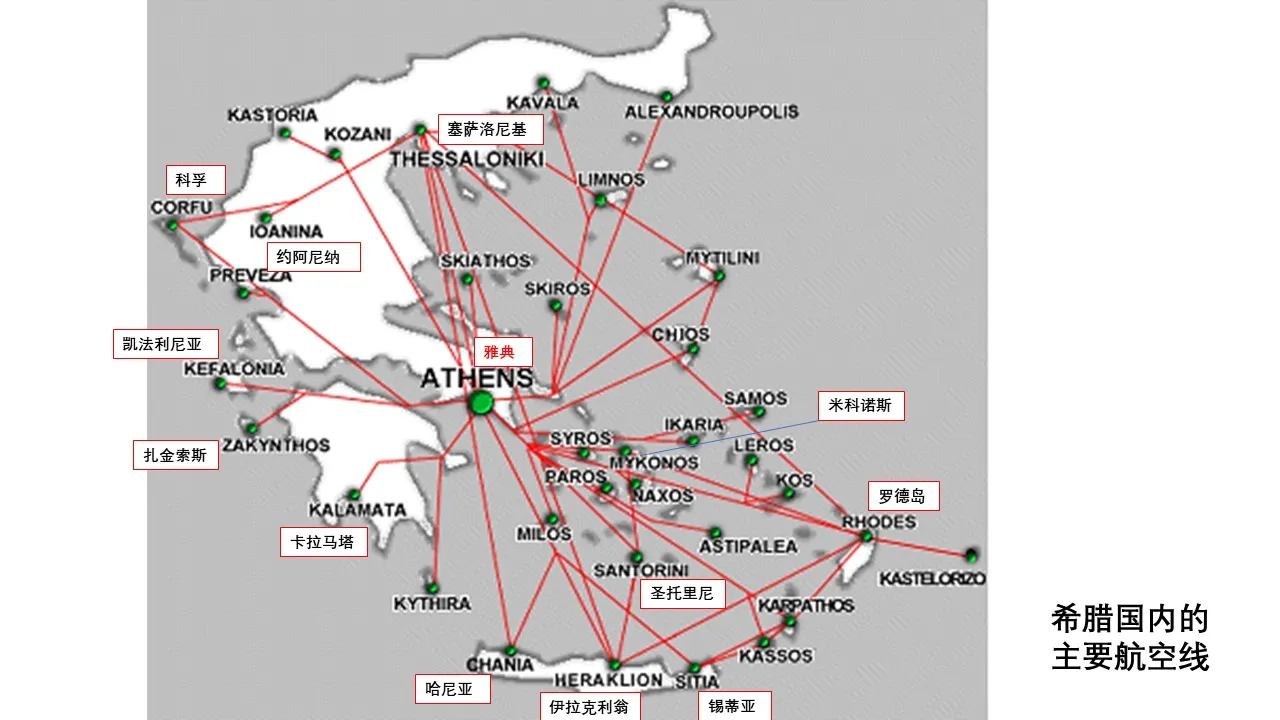 KAVALA
ALEXANDROUPOLIS
KASTORIA
KOZANI
塞萨洛尼基
THESSALONIKI
科孚
LIMNOS
CORFU
IOANINA
约阿尼纳
SKIATHOS
MYTILINI
PREVEZA
SKIROS
凯法利尼亚
CHIOS
雅典
KEFALONIA
ATHENS
SAMOS
米科诺斯
IKARIA
SYROS
LEROS
ZAKYNTHOS
扎金索斯
MYKONOS
PAROS
KOS
NAXOS
罗德岛
KALAMATA
RHODES
卡拉马塔
MILOS
ASTIPALEA
SANTORINI
KASTELORIZO
圣托里尼
KYTHIRA
KARPATHOS
希腊国内的
主要航空线
KASSOS
CHANIA
HERAKLION
SITIA
哈尼亚
伊拉克利翁
锡蒂亚